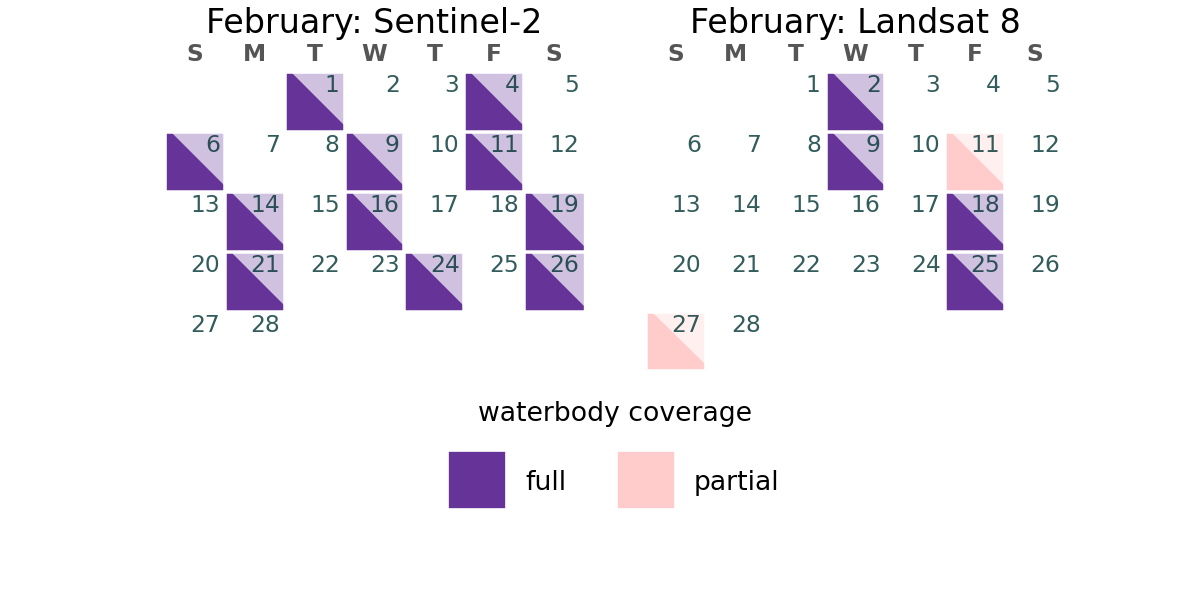 February: Sentinel-2
S M T W T F S
1 2 3 4 5
6 7 8 9 10 11 12
13 14 15 16 17 18 19
20 21 22 23 24 25 26
27 28
February: Landsat 8
S M T W T F S
1 2 3 4 5
6 7 8 9 10 11 12
13 14 15 16 17 18 19
20 21 22 23 24 25 26
27 28
waterbody coverage
full partial